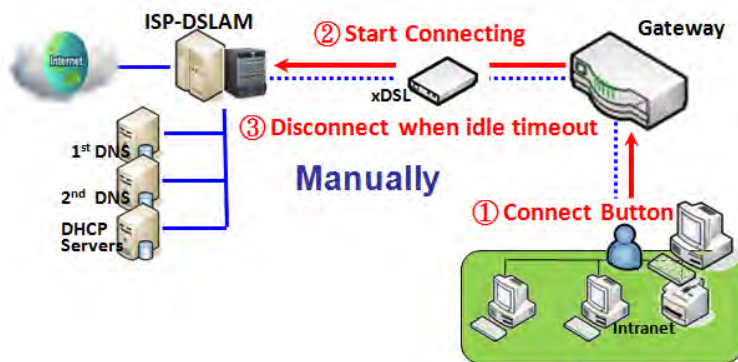 ISP-DSLAM
Internet
② Start Connecting
Gateway
xDSL
③ Disconnect when idle timeout
1st DNS
2nd DNS
DHCP
Servers
Manually
① Connect Button
Intranet